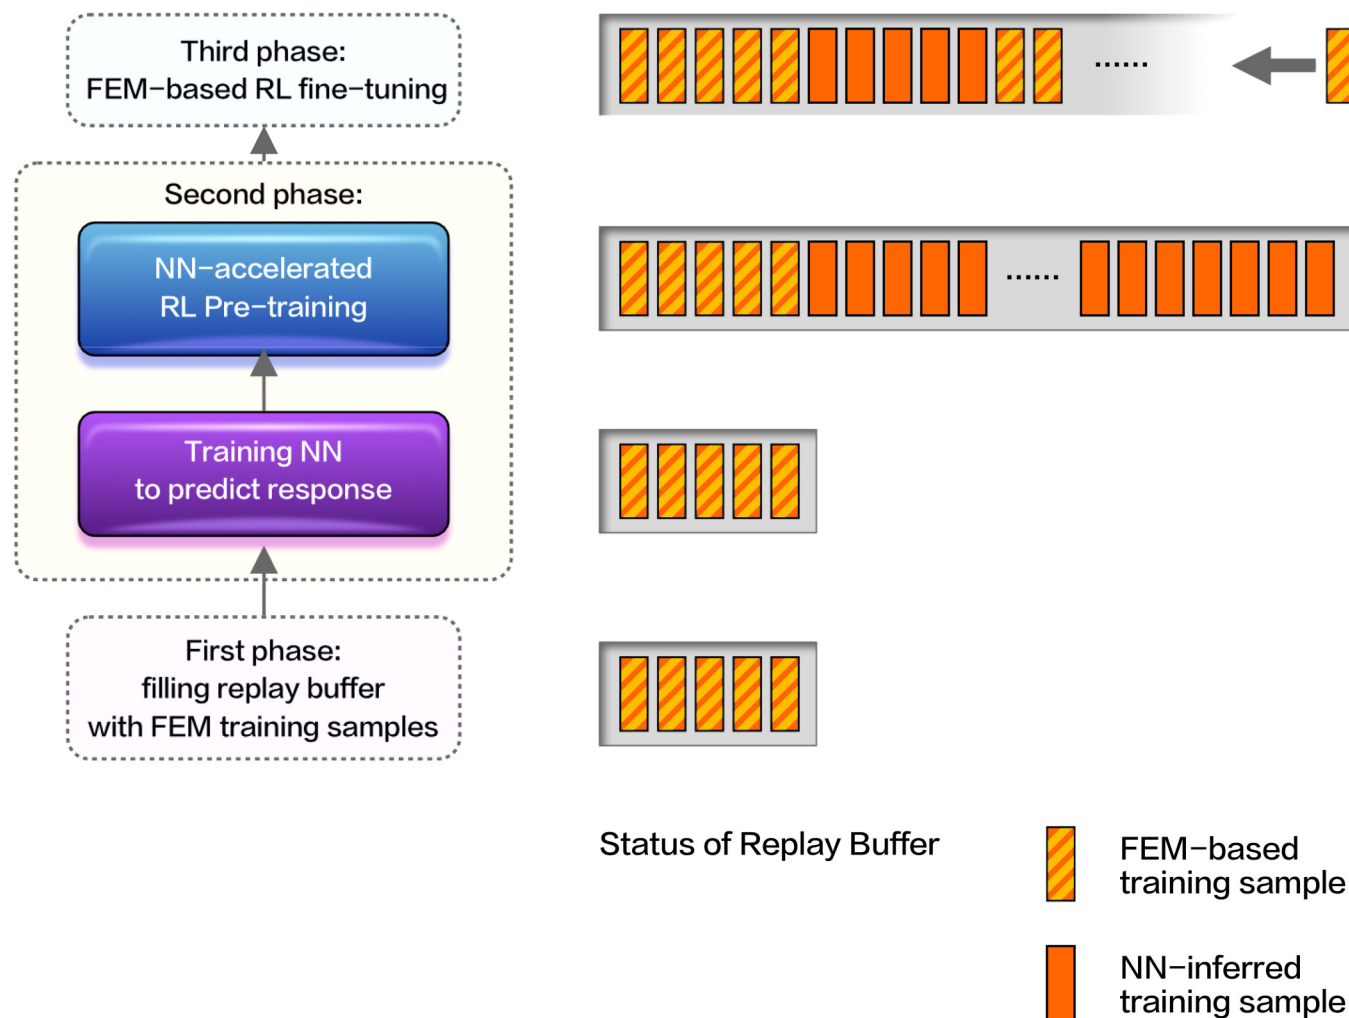 Third phase:
FEM-based RL fine-tuning
......
Second phase:
NN-accelerated
RL Pre-training
......
Training NN
to predict response
First phase:
filling replay buffer
with FEM training samples
Status of Replay Buffer
FEM-based
training sample
NN-inferred
training sample